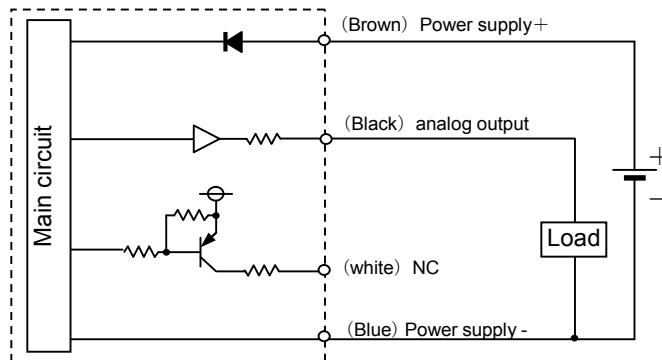 (Brown) Power supply+
Main circuit
(Black) analog output
+
-
Load
(white) NC
(Blue) Power supply -